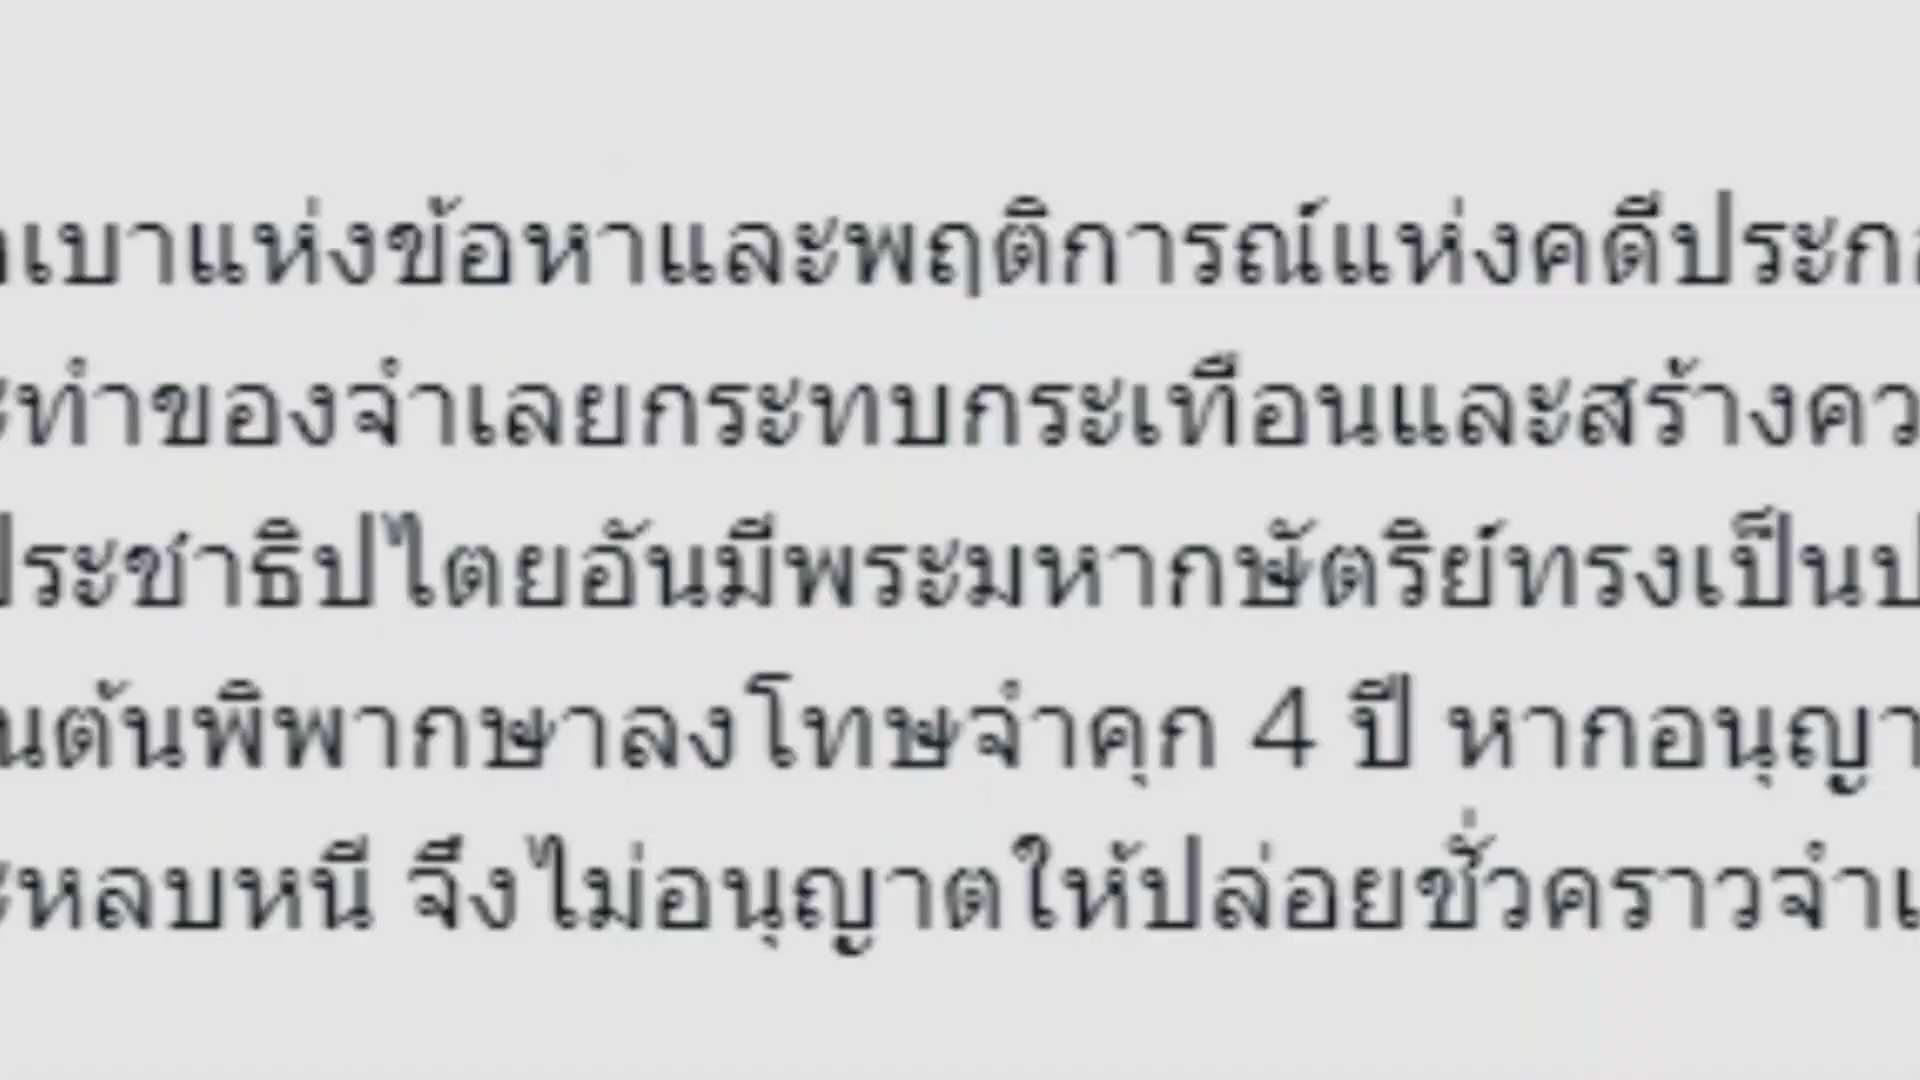 เบาแห่งข้อหาและพฤติการณ์แห่งคดีประก
ะทำของจำเลยกระทบกระเทือนและสร้างคว
ประชาธิปไตยอันมีพระมหากษัตริย์ทรงเป็นป
นต้นพิพากษาลงโทษจำคุก 4 ปี หากอนุญา
ะหลบหนี จึงไม่อนุญาตให้ปล่อยชั่วคราวจำเ